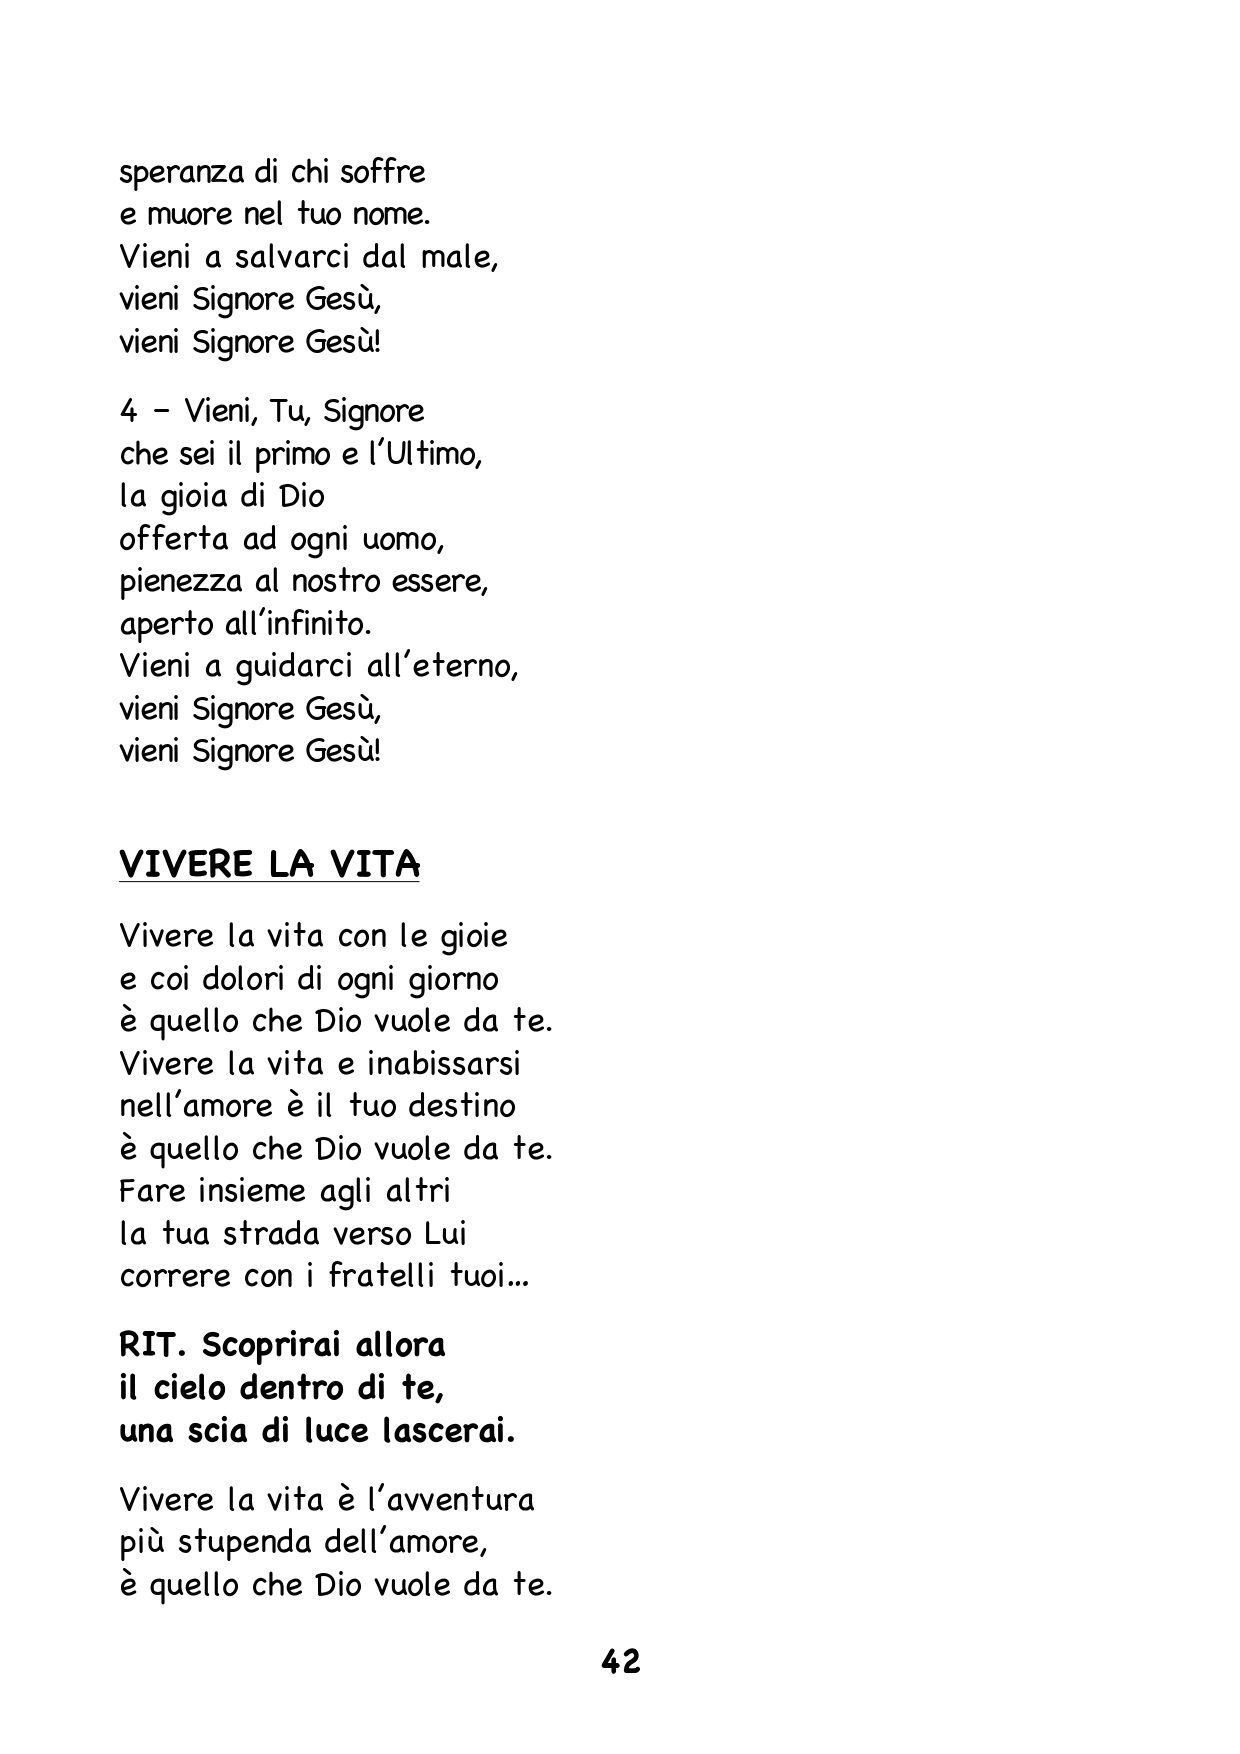 speranza di chi soffre
e muore nel tuo nome.
Vieni a salvarci dal male,
vieni Signore Gesù,
vieni Signore Gesù!
4 – Vieni, Tu, Signore
che sei il primo e l'Ultimo,
la gioia di Dio
offerta ad ogni uomo,
pienezza al nostro essere,
aperto all'infinito.
Vieni a guidarci all'eterno,
vieni Signore Gesù,
vieni Signore Gesù!
VIVERE LA VITA
Vivere la vita con le gioie
e coi dolori di ogni giorno
è quello che Dio vuole da te.
Vivere la vita e inabissarsi
nell'amore è il tuo destino
è quello che Dio vuole da te.
Fare insieme agli altri
la tua strada verso Lui
correre con i fratelli tuoi...
RIT. Scoprirai allora
il cielo dentro di te,
una scia di luce lascerai.
Vivere la vita è l'avventura
più stupenda dell'amore,
è quello che Dio vuole da te.
42